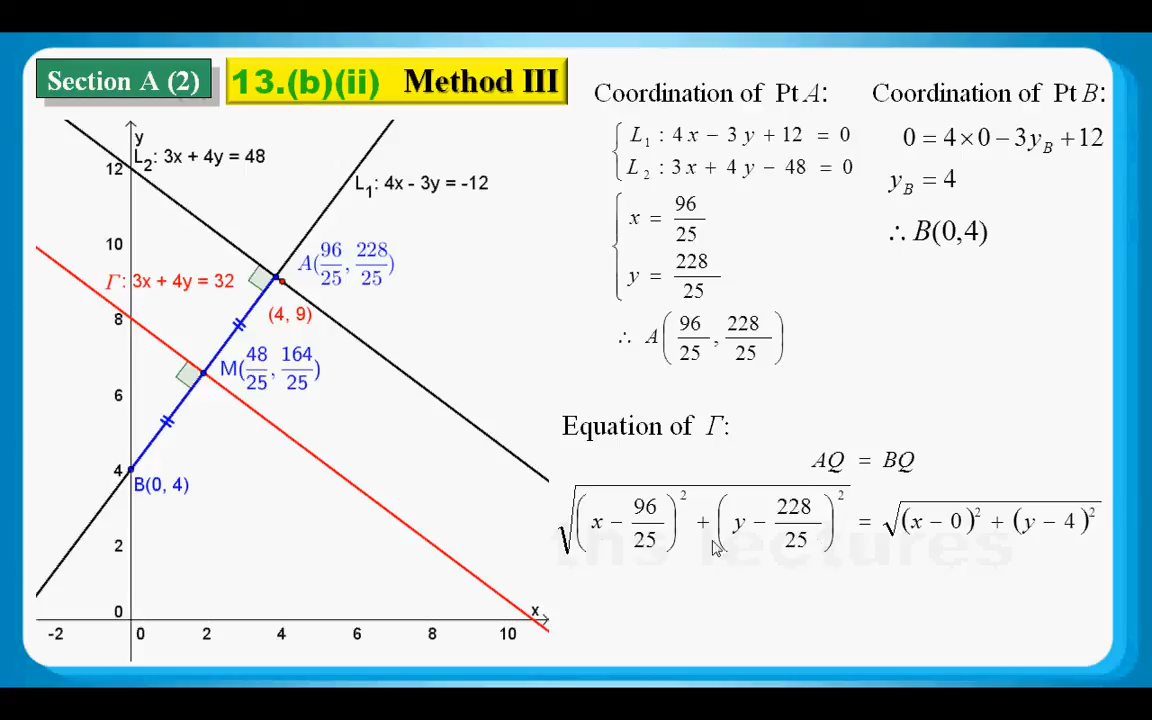 Section A (2)
13.(b)(ii) Method III
y
L2: 3x + 4y = 48
L1: 4x - 3y = -12
A(96/25, 228/25)
Γ: 3x + 4y = 32
(4, 9)
M(48/25, 164/25)
B(0, 4)
12
10
8
6
4
2
0
x
-2 0 2 4 6 8 10
Coordination of Pt A:
L1 : 4x − 3y + 12 = 0
L2 : 3x + 4y − 48 = 0
x = 96/25
y = 228/25
∴ A(96/25, 228/25)
Coordination of Pt B:
0 = 4×0 − 3yB + 12
yB = 4
∴ B(0,4)
Equation of Γ:
AQ = BQ
√((x − 96/25)² + (y − 228/25)²) = √((x − 0)² + (y − 4)²)
ths lectures